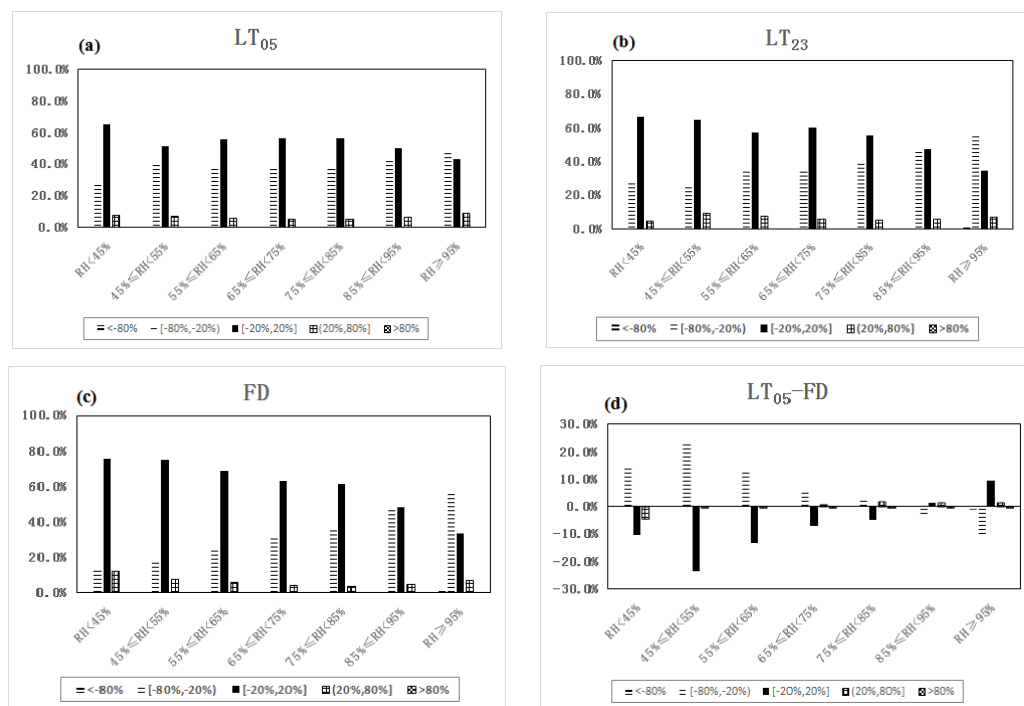 (a)
LT05
100.0%
80.0%
60.0%
40.0%
20.0%
0.0%
RH<45%
45%≤RH<55%
55%≤RH<65%
65%≤RH<75%
75%≤RH<85%
85%≤RH<95%
RH≥95%
<-80% [-80%,-20%) [-20%,20%] (20%,80%] >80%
(b)
LT23
100.0%
80.0%
60.0%
40.0%
20.0%
0.0%
RH<45%
45%≤RH<55%
55%≤RH<65%
65%≤RH<75%
75%≤RH<85%
85%≤RH<95%
RH≥95%
<-80% [-80%,-20%) [-20%,20%] (20%,80%] >80%
(c)
FD
100.0%
80.0%
60.0%
40.0%
20.0%
0.0%
RH<45%
45%≤RH<55%
55%≤RH<65%
65%≤RH<75%
75%≤RH<85%
85%≤RH<95%
RH≥95%
<-80% [-80%,-20%) [-20%,20%] (20%,80%] >80%
(d)
LT05-FD
30.0%
20.0%
10.0%
0.0%
-10.0%
-20.0%
-30.0%
RH<45%
45%≤RH<55%
55%≤RH<65%
65%≤RH<75%
75%≤RH<85%
85%≤RH<95%
RH≥95%
<-80% [-80%,-20%) [-20%,20%] (20%,80%] >80%